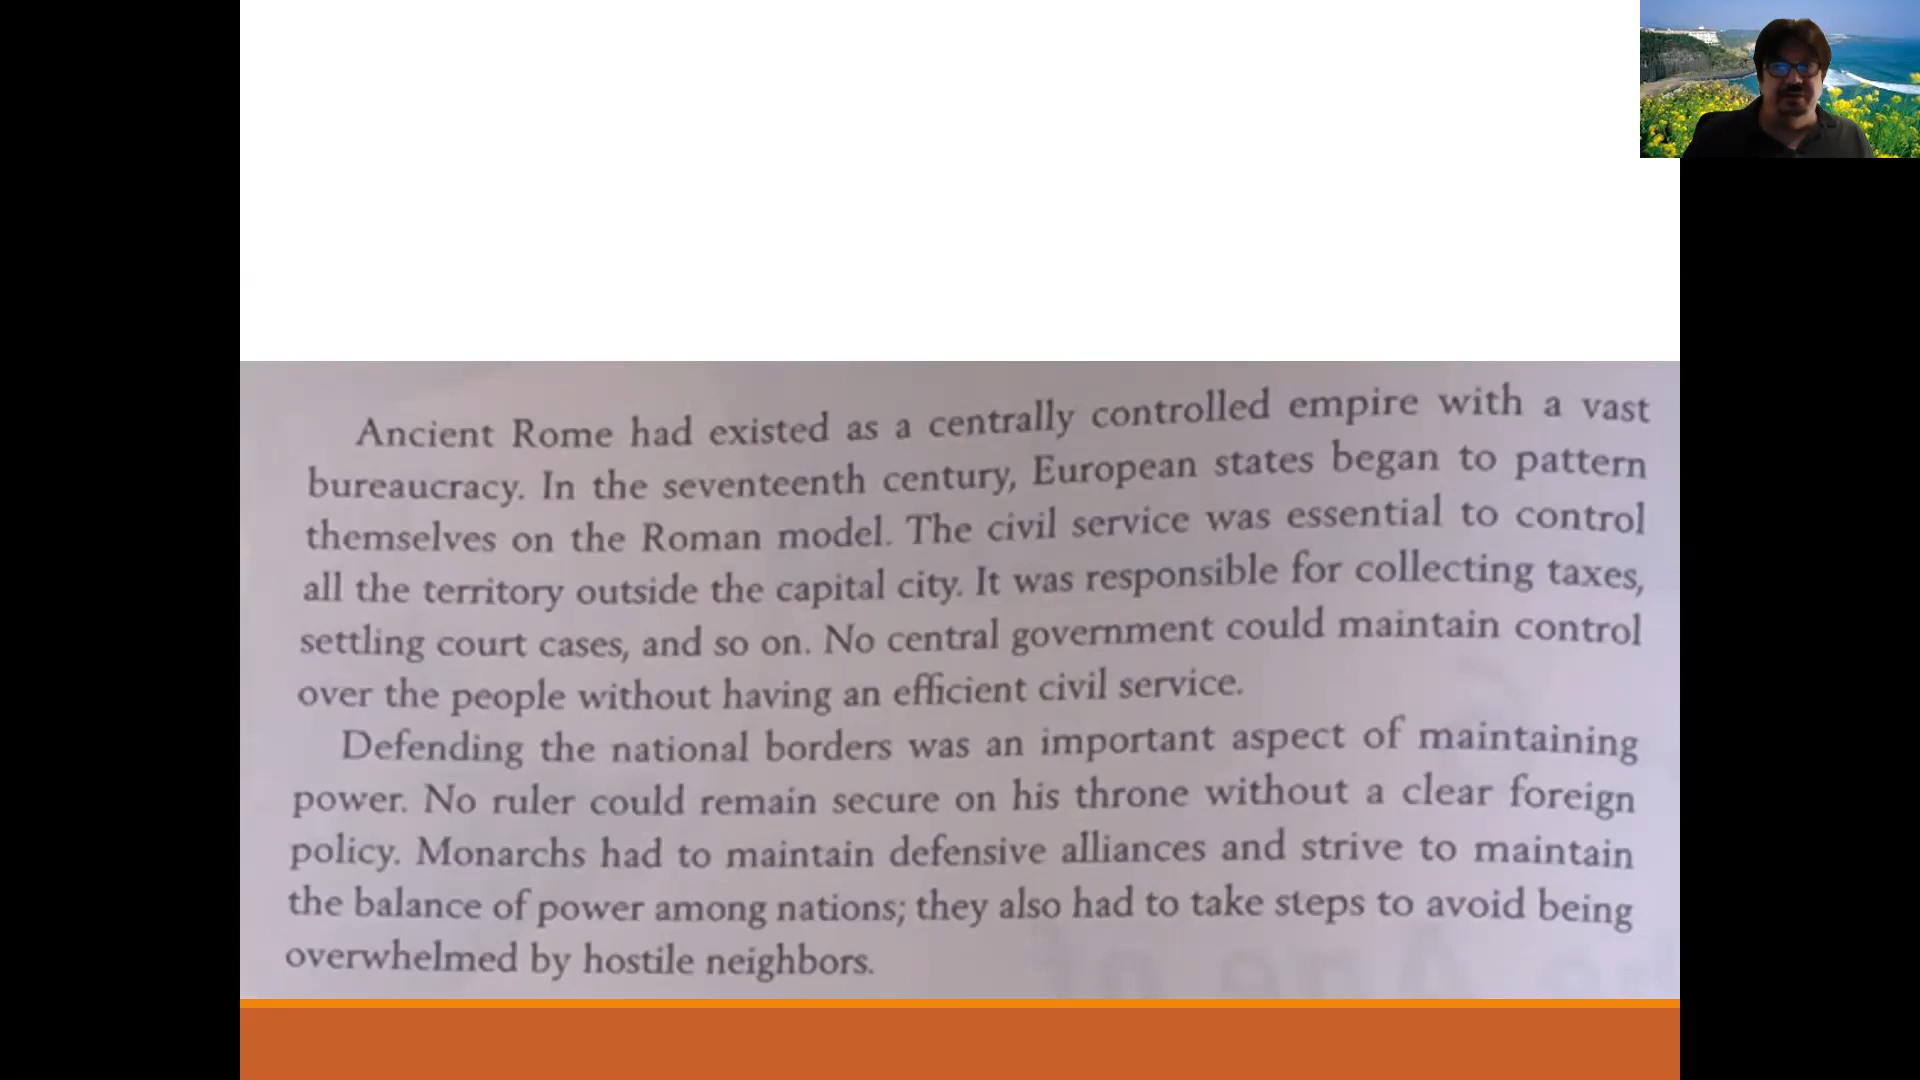 Ancient Rome had existed as a centrally controlled empire with a vast
bureaucracy. In the seventeenth century, European states began to pattern
themselves on the Roman model. The civil service was essential to control
all the territory outside the capital city. It was responsible for collecting taxes,
settling court cases, and so on. No central government could maintain control
over the people without having an efficient civil service.
Defending the national borders was an important aspect of maintaining
power. No ruler could remain secure on his throne without a clear foreign
policy. Monarchs had to maintain defensive alliances and strive to maintain
the balance of power among nations; they also had to take steps to avoid being
overwhelmed by hostile neighbors.